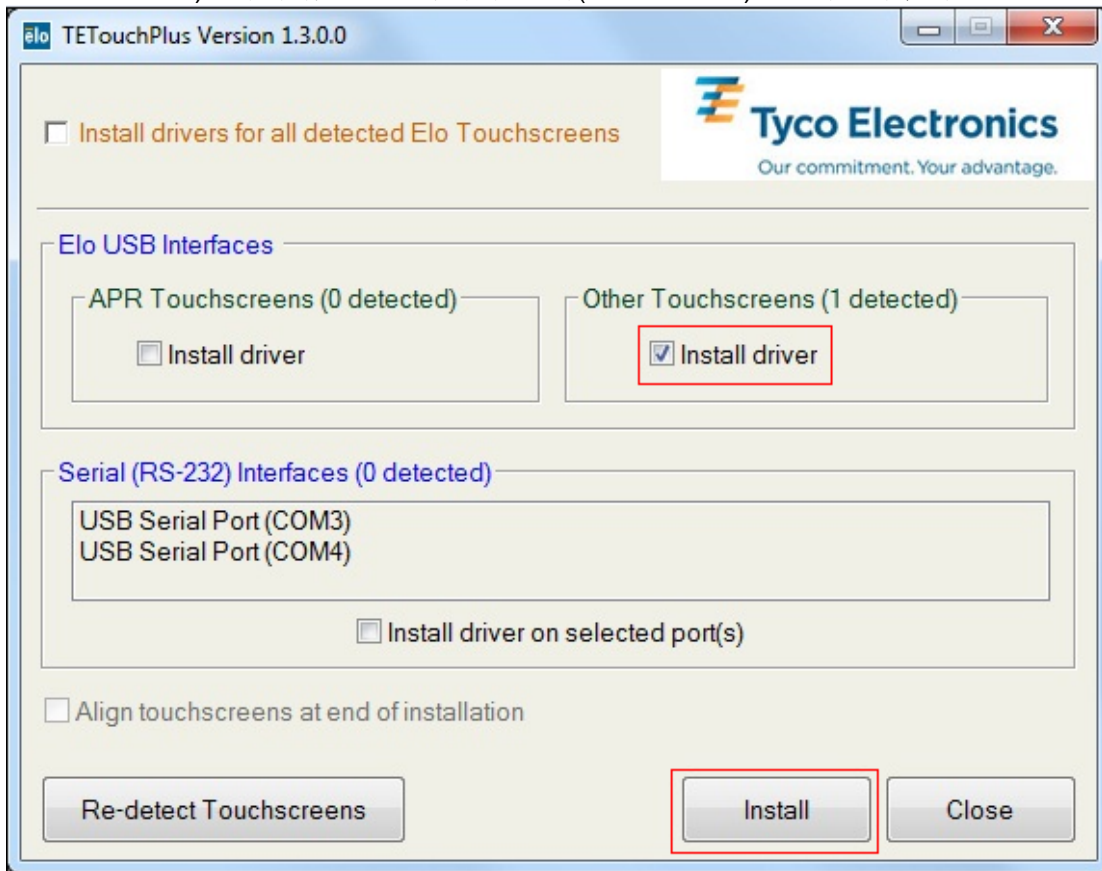 elo TETouchPlus Version 1.3.0.0
Install drivers for all detected Elo Touchscreens
Tyco Electronics
Our commitment. Your advantage.
Elo USB Interfaces
APR Touchscreens (0 detected)
Other Touchscreens (1 detected)
Install driver
Install driver
Serial (RS-232) Interfaces (0 detected)
USB Serial Port (COM3)
USB Serial Port (COM4)
Install driver on selected port(s)
Align touchscreens at end of installation
Re-detect Touchscreens
Install
Close